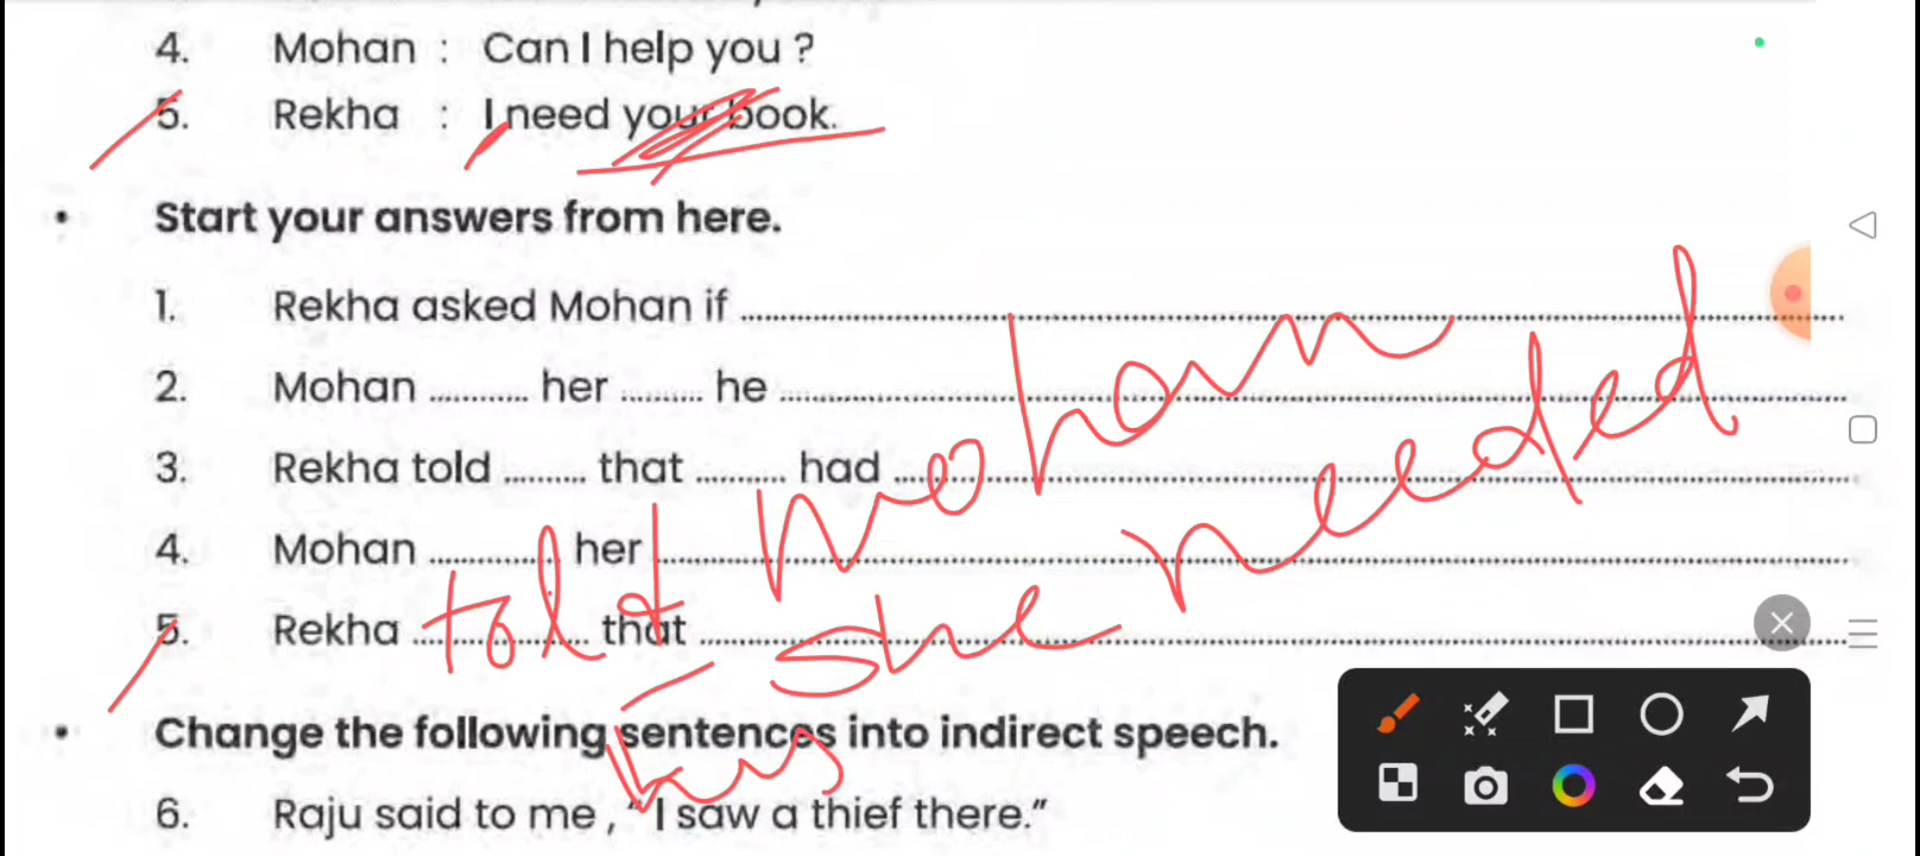 4. Mohan : Can I help you ?
5. Rekha : I need your book.
• Start your answers from here.
1. Rekha asked Mohan if ..........
2. Mohan .......... her .......... he ..........
3. Rekha told .......... that .......... had ..........
4. Mohan .......... her ..........
5. Rekha .......... that ..........
told mohan
she needed
his
• Change the following sentences into indirect speech.
6. Raju said to me , “ I saw a thief there.”